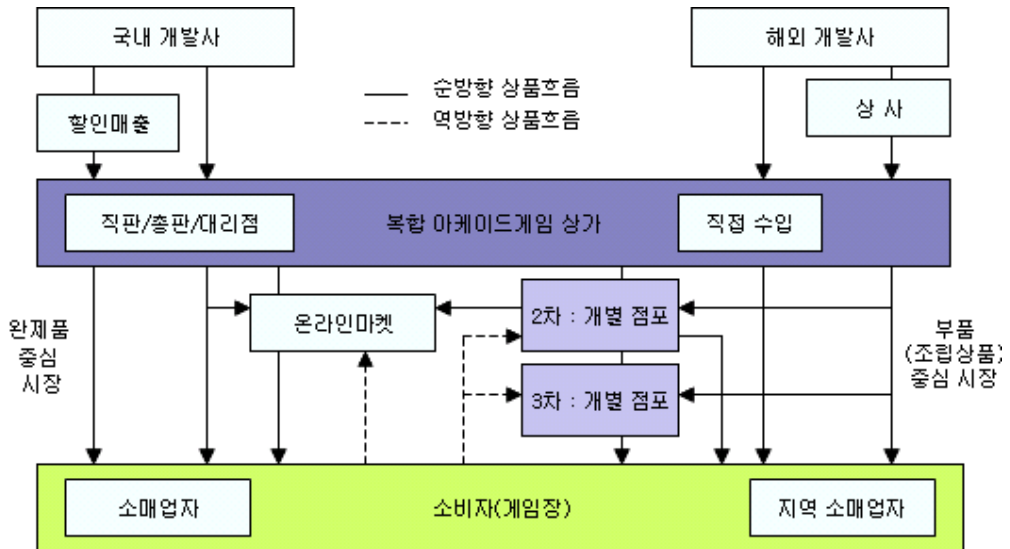 국내 개발사
해외 개발사
순방향 상품흐름
역방향 상품흐름
할인매출
상 사
직판/총판/대리점
복합 아케이드게임 상가
직접 수입
온라인마켓
2차 : 개별 점포
완제품
중심
시장
부품
(조립상품)
중심 시장
3차 : 개별 점포
소매업자
소비자(게임장)
지역 소매업자